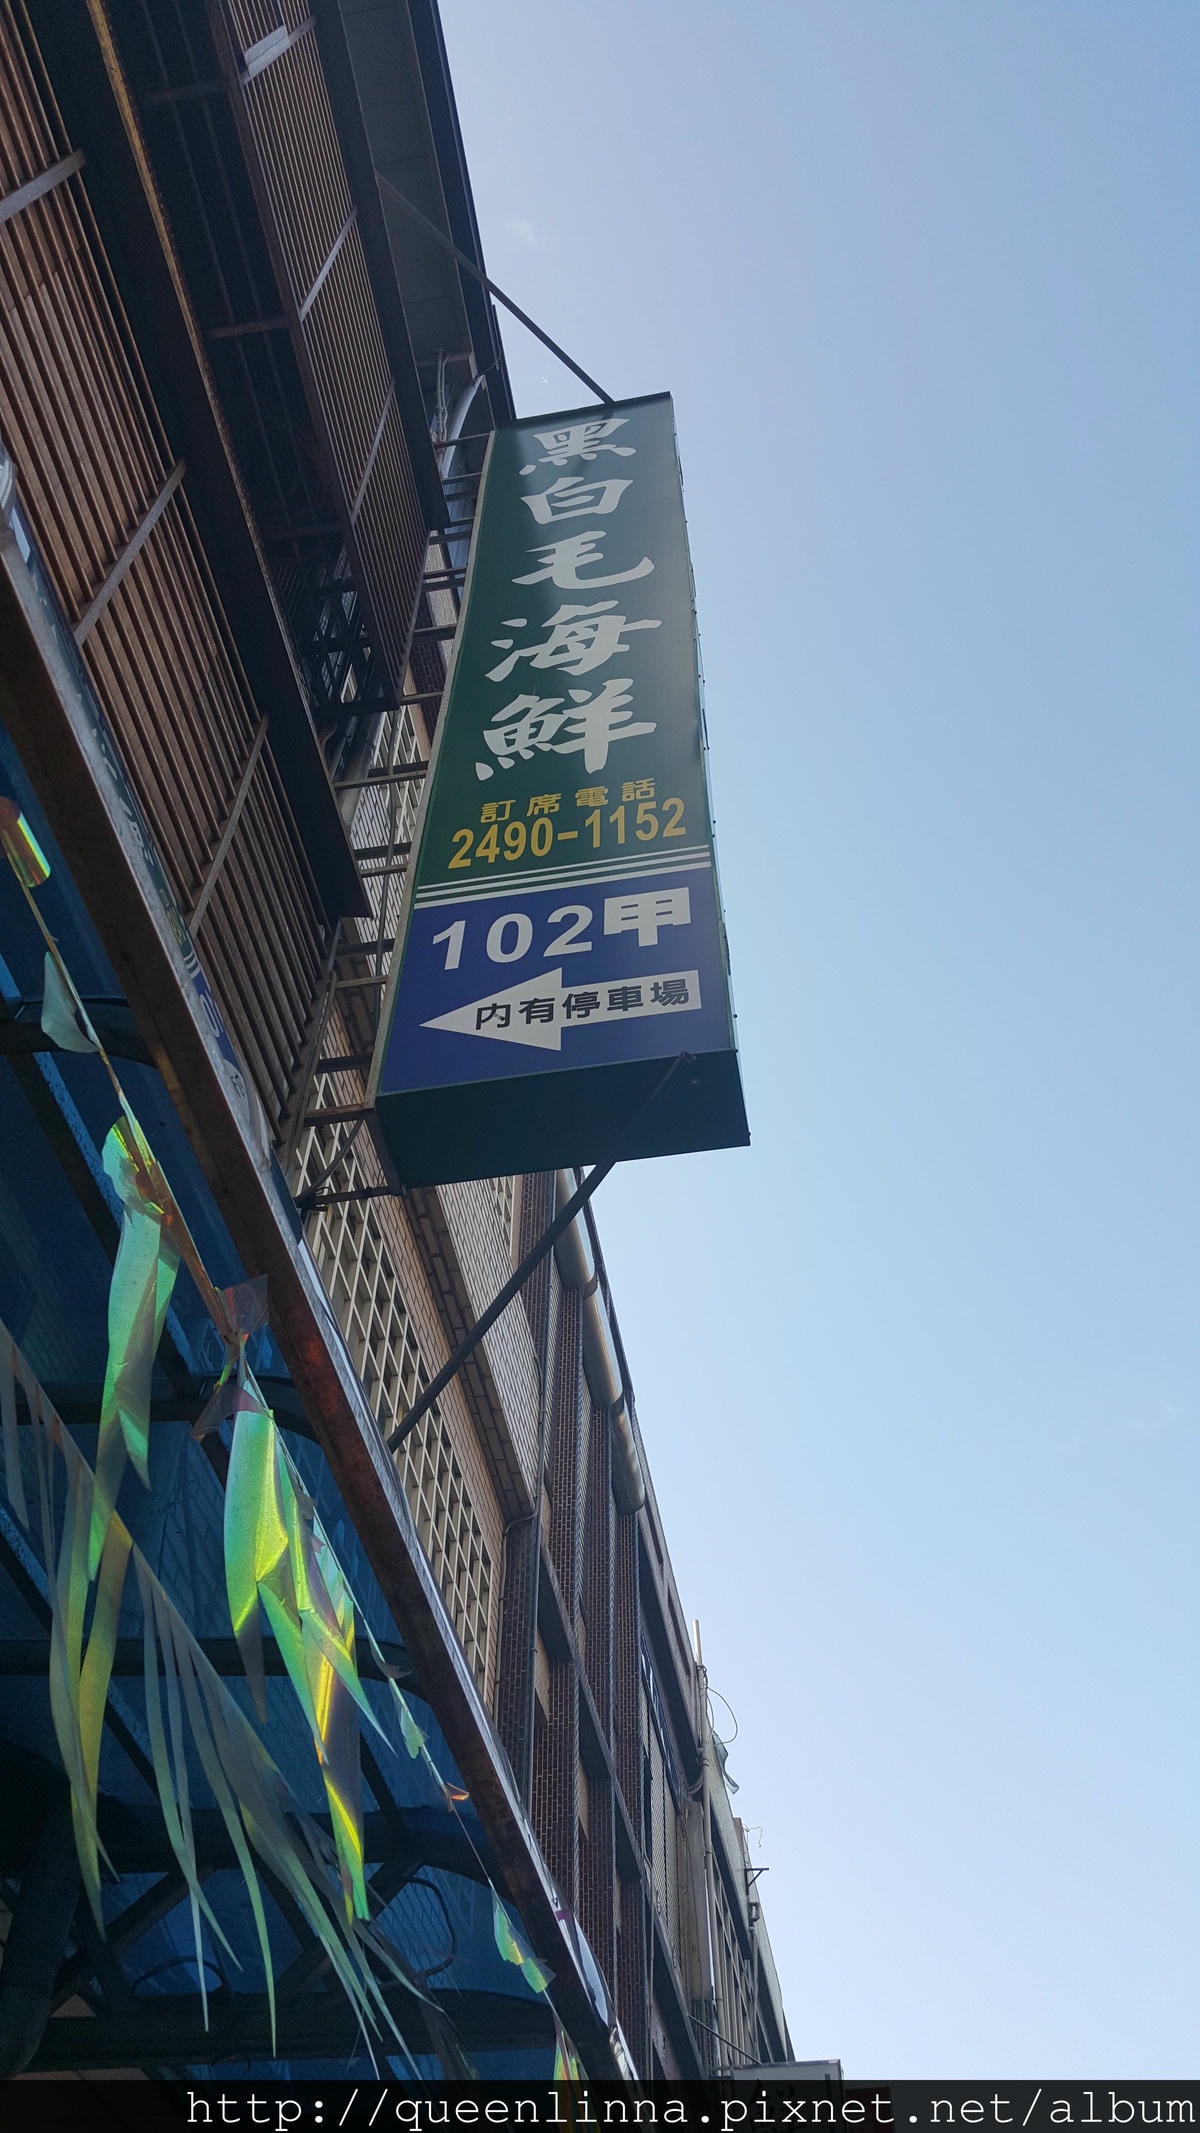 黑白毛海鮮
訂席電話
2490-1152
102甲
內有停車場
http://queenlinna.pixnet.net/album